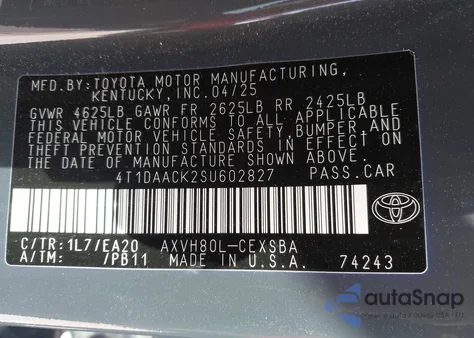 MFD.BY:TOYOTA MOTOR MANUFACTURING,
KENTUCKY, INC.04/25
GVWR 4625LB GAWR FR 2625LB RR 2425LB
THIS VEHICLE CONFORMS TO ALL APPLICABLE
FEDERAL MOTOR VEHICLE SAFETY, BUMPER, AND
THEFT PREVENTION STANDARDS IN EFFECT ON
THE DATE OF MANUFACTURE SHOWN ABOVE.
4T1DAACK2SU602827 PASS.CAR
C/TR: 1L7/EA20 AXVH80L-CEXSBA
A/TM: /PB11 MADE IN U.S.A. 74243
autoSnap